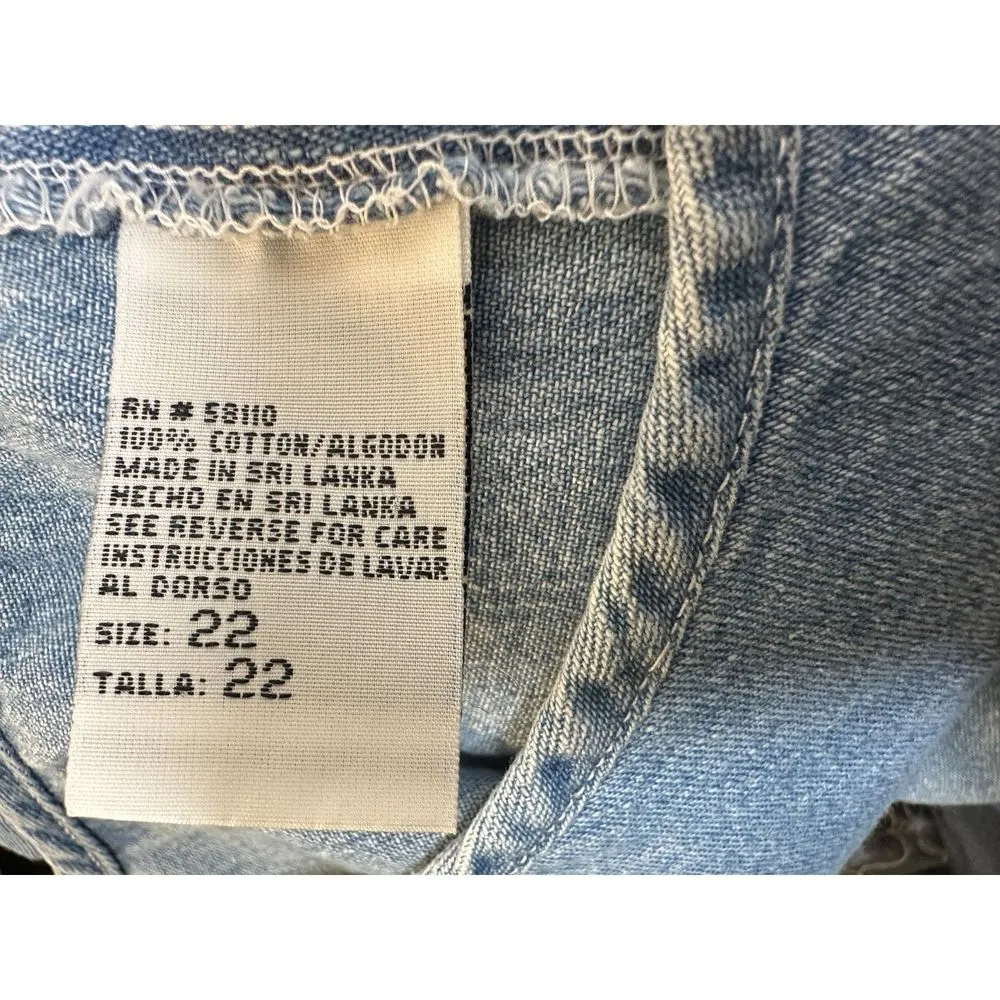 RN # 58110
100% COTTON/ALGODON
MADE IN SRI LANKA
HECHO EN SRI LANKA
SEE REVERSE FOR CARE
INSTRUCCIONES DE LAVAR
AL DORSO
SIZE: 22
TALLA: 22